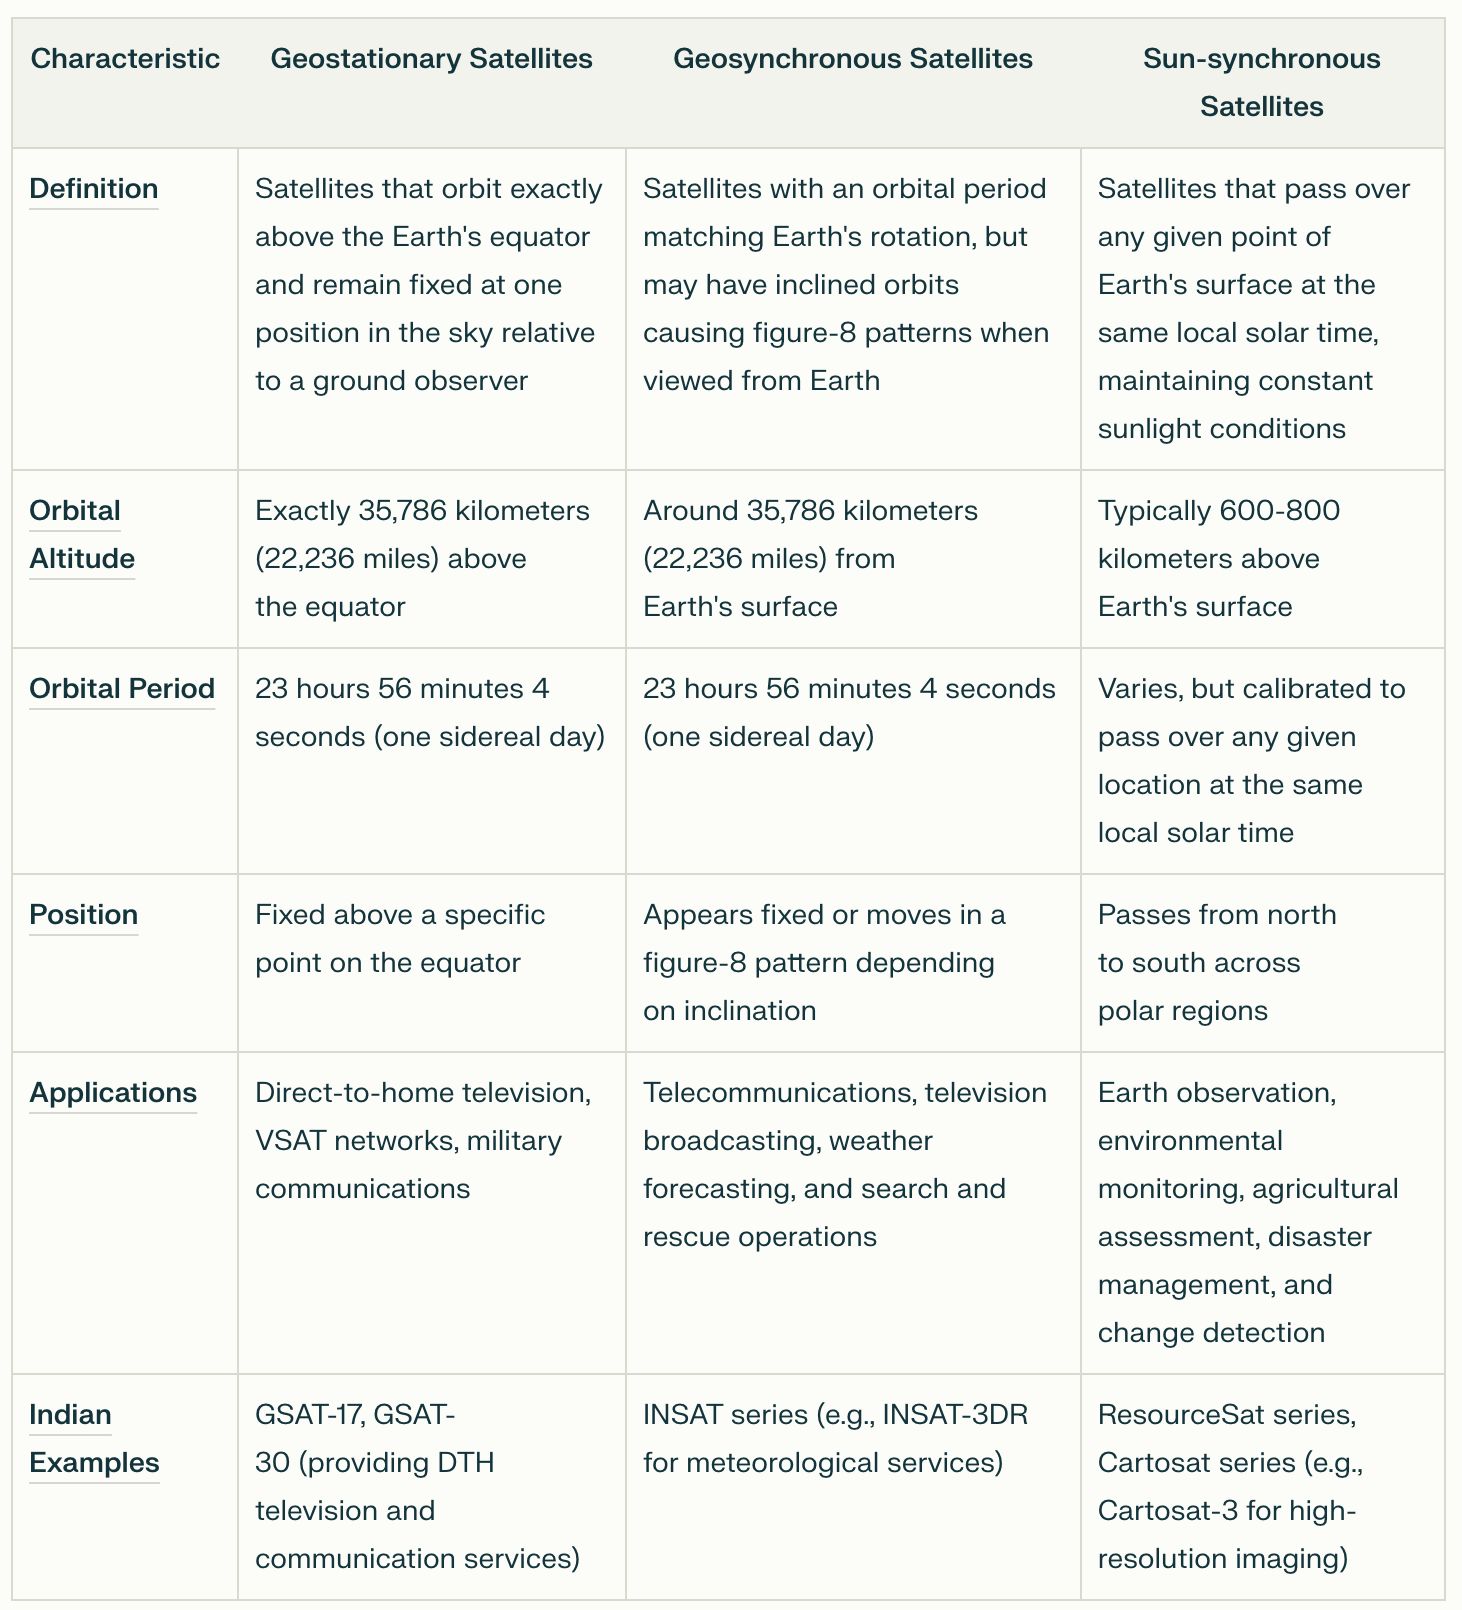 Characteristic
Geostationary Satellites
Geosynchronous Satellites
Sun-synchronous
Satellites
Definition
Satellites that orbit exactly
above the Earth's equator
and remain fixed at one
position in the sky relative
to a ground observer
Satellites with an orbital period
matching Earth's rotation, but
may have inclined orbits
causing figure-8 patterns when
viewed from Earth
Satellites that pass over
any given point of
Earth's surface at the
same local solar time,
maintaining constant
sunlight conditions
Orbital
Altitude
Exactly 35,786 kilometers
(22,236 miles) above
the equator
Around 35,786 kilometers
(22,236 miles) from
Earth's surface
Typically 600-800
kilometers above
Earth's surface
Orbital Period
23 hours 56 minutes 4
seconds (one sidereal day)
23 hours 56 minutes 4 seconds
(one sidereal day)
Varies, but calibrated to
pass over any given
location at the same
local solar time
Position
Fixed above a specific
point on the equator
Appears fixed or moves in a
figure-8 pattern depending
on inclination
Passes from north
to south across
polar regions
Applications
Direct-to-home television,
VSAT networks, military
communications
Telecommunications, television
broadcasting, weather
forecasting, and search and
rescue operations
Earth observation,
environmental
monitoring, agricultural
assessment, disaster
management, and
change detection
Indian
Examples
GSAT-17, GSAT-
30 (providing DTH
television and
communication services)
INSAT series (e.g., INSAT-3DR
for meteorological services)
ResourceSat series,
Cartosat series (e.g.,
Cartosat-3 for high-
resolution imaging)